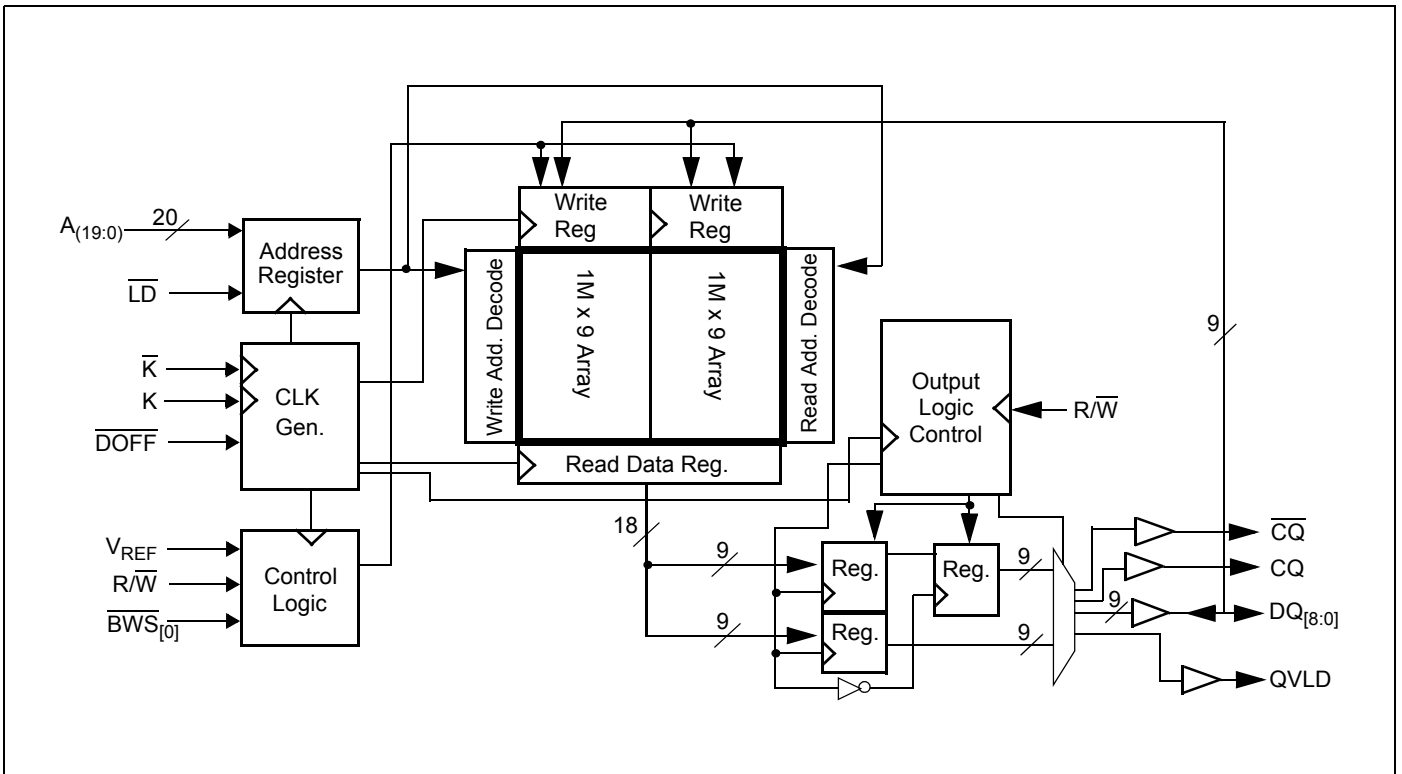 A(19:0)
20
LD
Address
Register
K
K
DOFF
CLK
Gen.
VREF
R/W
BWS[0]
Control
Logic
Write
Reg
Write
Reg
Write Add. Decode
1M x 9 Array
1M x 9 Array
Read Add. Decode
Read Data Reg.
18
9
9
Output
Logic
Control
R/W
Reg.
Reg.
Reg.
9
9
9
9
CQ
CQ
DQ[8:0]
QVLD